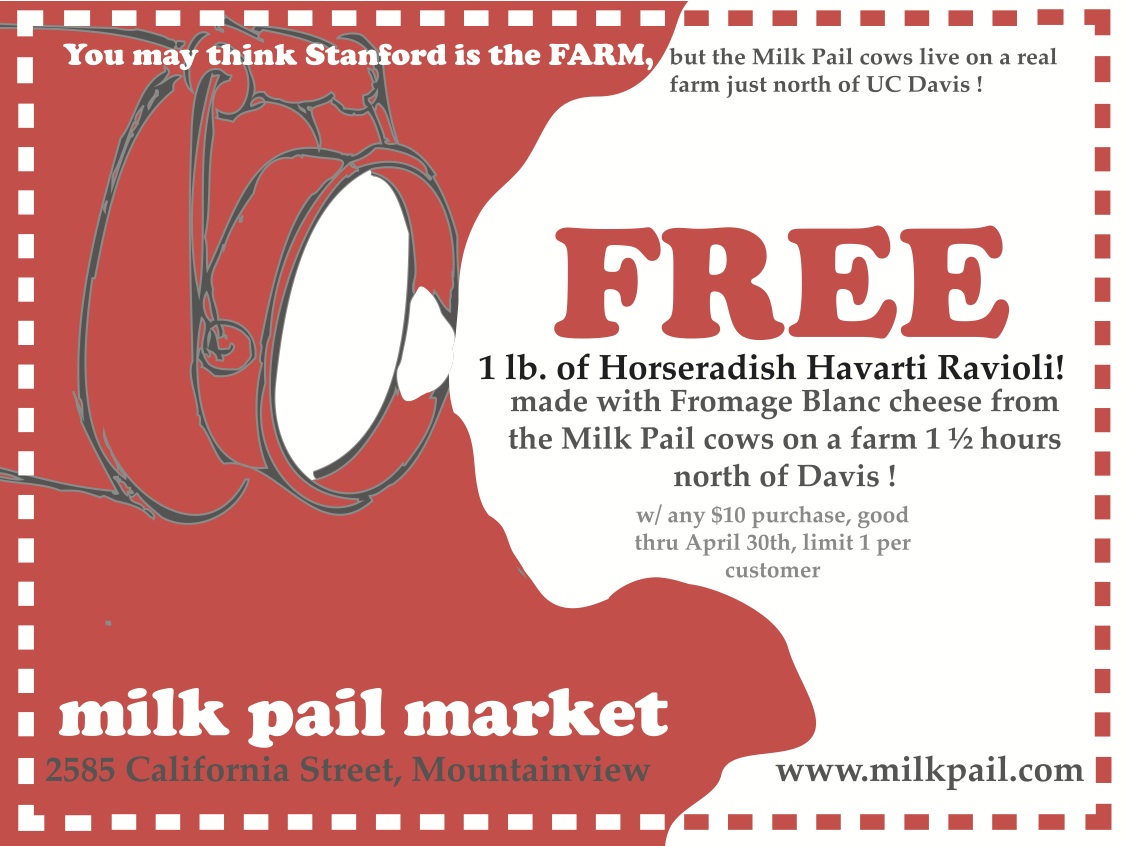 You may think Stanford is the FARM, but the Milk Pail cows live on a real
farm just north of UC Davis !
FREE
1 lb. of Horseradish Havarti Ravioli!
made with Fromage Blanc cheese from
the Milk Pail cows on a farm 1 ½ hours
north of Davis !
w/ any $10 purchase, good
thru April 30th, limit 1 per
customer
milk pail market
2585 California Street, Mountainview
www.milkpail.com